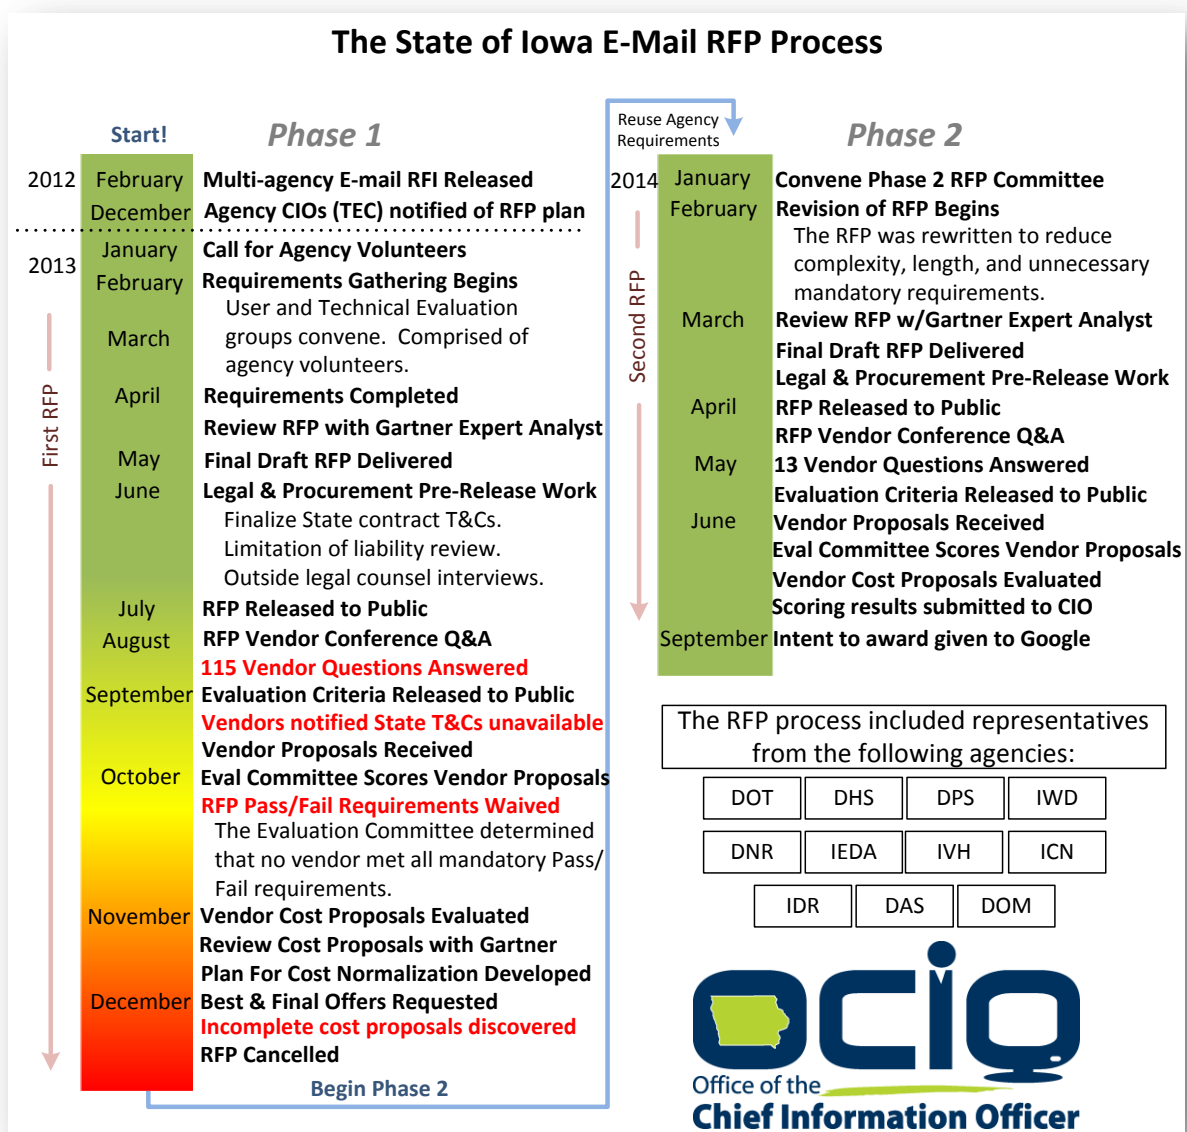 The State of Iowa E-Mail RFP Process
Start!
Phase 1
2012
February
Multi-agency E-mail RFI Released
December
Agency CIOs (TEC) notified of RFP plan
2013
January
Call for Agency Volunteers
February
Requirements Gathering Begins
User and Technical Evaluation
March
groups convene. Comprised of
agency volunteers.
First RFP
April
Requirements Completed
Review RFP with Gartner Expert Analyst
May
Final Draft RFP Delivered
June
Legal & Procurement Pre-Release Work
Finalize State contract T&Cs.
Limitation of liability review.
Outside legal counsel interviews.
July
RFP Released to Public
August
RFP Vendor Conference Q&A
115 Vendor Questions Answered
September
Evaluation Criteria Released to Public
Vendors notified State T&Cs unavailable
Vendor Proposals Received
October
Eval Committee Scores Vendor Proposals
RFP Pass/Fail Requirements Waived
The Evaluation Committee determined
that no vendor met all mandatory Pass/
Fail requirements.
November
Vendor Cost Proposals Evaluated
Review Cost Proposals with Gartner
Plan For Cost Normalization Developed
December
Best & Final Offers Requested
Incomplete cost proposals discovered
RFP Cancelled
Begin Phase 2
Reuse Agency
Requirements
Phase 2
2014
January
Convene Phase 2 RFP Committee
February
Revision of RFP Begins
The RFP was rewritten to reduce
complexity, length, and unnecessary
mandatory requirements.
Second RFP
March
Review RFP w/Gartner Expert Analyst
Final Draft RFP Delivered
Legal & Procurement Pre-Release Work
April
RFP Released to Public
RFP Vendor Conference Q&A
May
13 Vendor Questions Answered
Evaluation Criteria Released to Public
June
Vendor Proposals Received
Eval Committee Scores Vendor Proposals
Vendor Cost Proposals Evaluated
Scoring results submitted to CIO
September
Intent to award given to Google
The RFP process included representatives
from the following agencies:
DOT DHS DPS IWD
DNR IEDA IVH ICN
IDR DAS DOM
OCIO
Office of the
Chief Information Officer